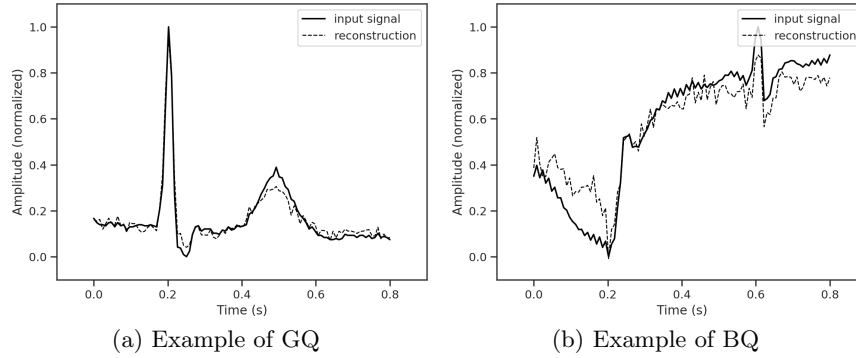 input signal
reconstruction
Amplitude (normalized)
1.0
0.8
0.6
0.4
0.2
0.0
0.0 0.2 0.4 0.6 0.8
Time (s)
(a) Example of GQ
input signal
reconstruction
Amplitude (normalized)
1.0
0.8
0.6
0.4
0.2
0.0
0.0 0.2 0.4 0.6 0.8
Time (s)
(b) Example of BQ